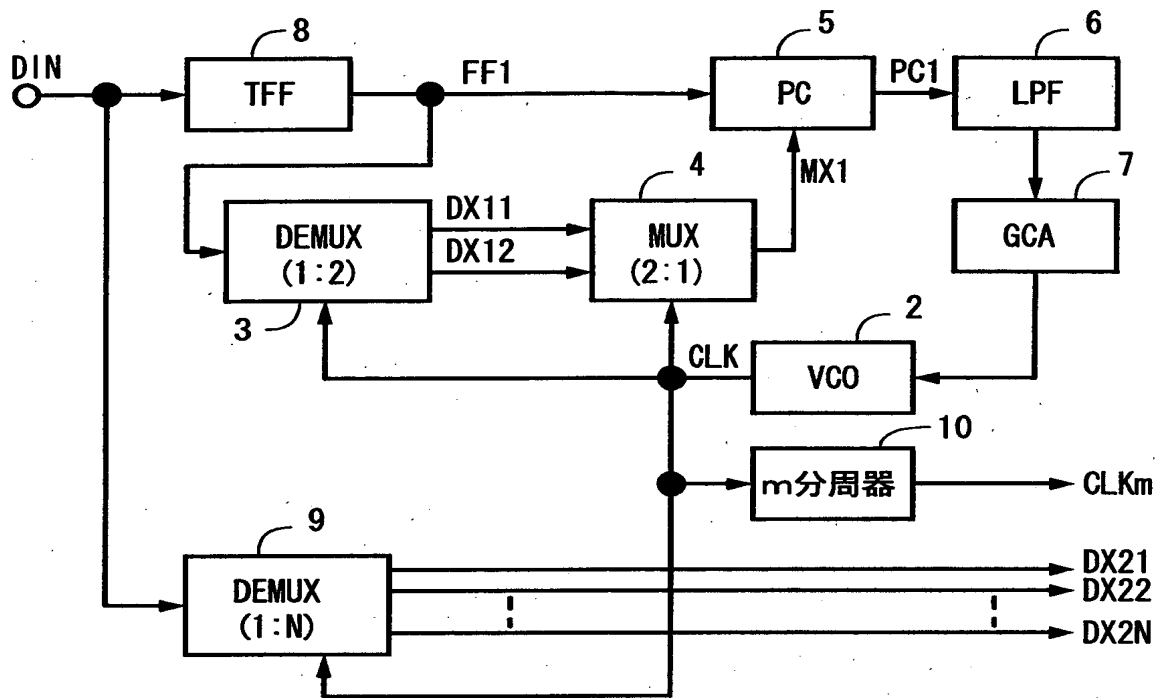 8
5
6
DIN
TFF
FF1
PC
PC1
LPF
4
MX1
7
DEMUX
(1:2)
DX11
DX12
MUX
(2:1)
GCA
3
2
CLK
VCO
10
m分周器
CLKm
9
DEMUX
(1:N)
DX21
DX22
DX2N